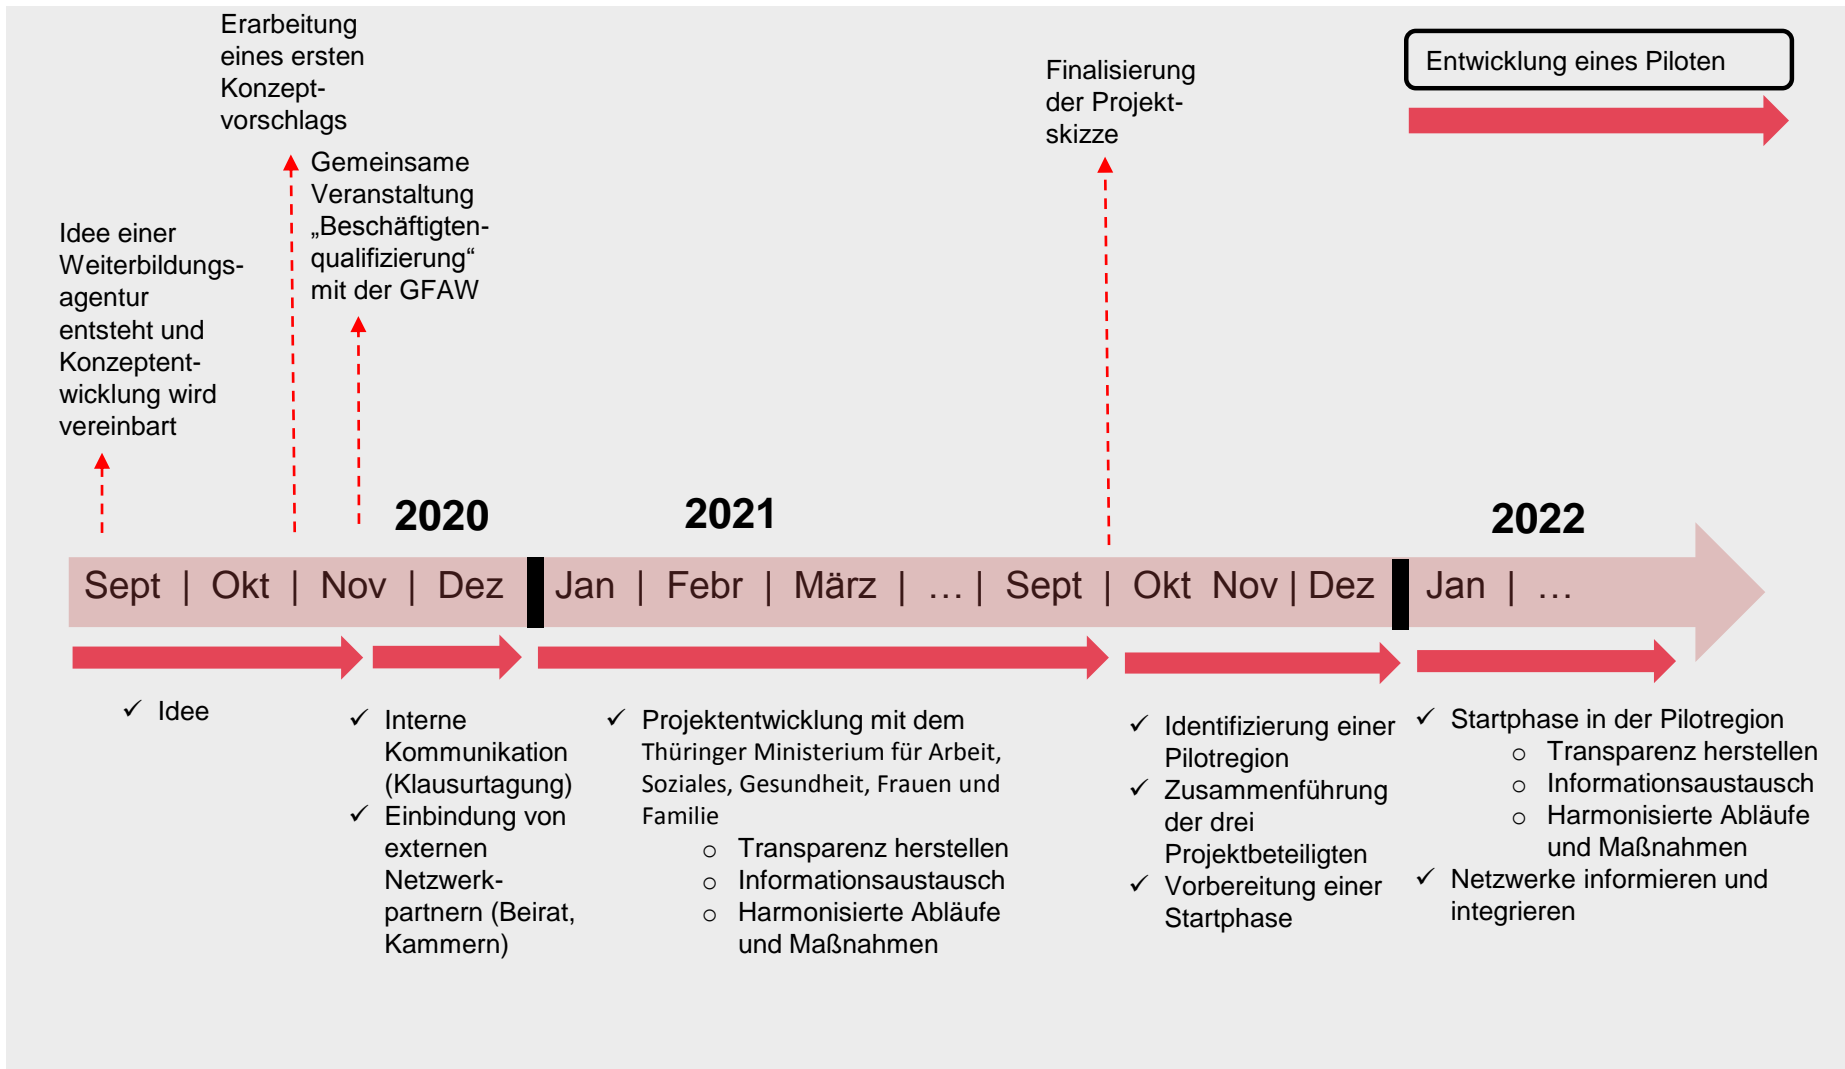 Erarbeitung
eines ersten
Konzept-
vorschlags
Finalisierung
der Projekt-
skizze
Entwicklung eines Piloten
Gemeinsame
Veranstaltung
„Beschäftigten-
qualifizierung“
mit der GFAW
Idee einer
Weiterbildungs-
agentur
entsteht und
Konzeptent-
wicklung wird
vereinbart
2020
2021
2022
Sept | Okt | Nov | Dez
Jan | Febr | März | … | Sept | Okt Nov | Dez
Jan | …
✓ Idee
✓ Interne
Kommunikation
(Klausurtagung)
✓ Einbindung von
externen
Netzwerk-
partnern (Beirat,
Kammern)
✓ Projektentwicklung mit dem
Thüringer Ministerium für Arbeit,
Soziales, Gesundheit, Frauen und
Familie
o Transparenz herstellen
o Informationsaustausch
o Harmonisierte Abläufe
und Maßnahmen
✓ Identifizierung einer
Pilotregion
✓ Zusammenführung
der drei
Projektbeteiligten
✓ Vorbereitung einer
Startphase
✓ Startphase in der Pilotregion
o Transparenz herstellen
o Informationsaustausch
o Harmonisierte Abläufe
und Maßnahmen
✓ Netzwerke informieren und
integrieren